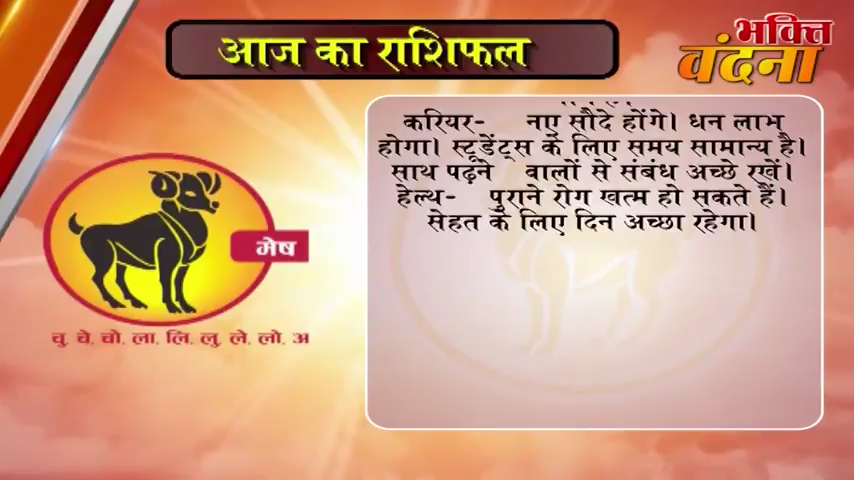 आज का राशिफल
भक्ति
वंदना
करियर- नए सौदे होंगे। धन लाभ
होगा। स्टूडेंट्स के लिए समय सामान्य है।
साथ पढ़ने वालों से संबंध अच्छे रखें।
हेल्थ- पुराने रोग खत्म हो सकते हैं।
सेहत के लिए दिन अच्छा रहेगा।
मेष
चु, चे, चो, ला, लि, लु, ले, लो, अ